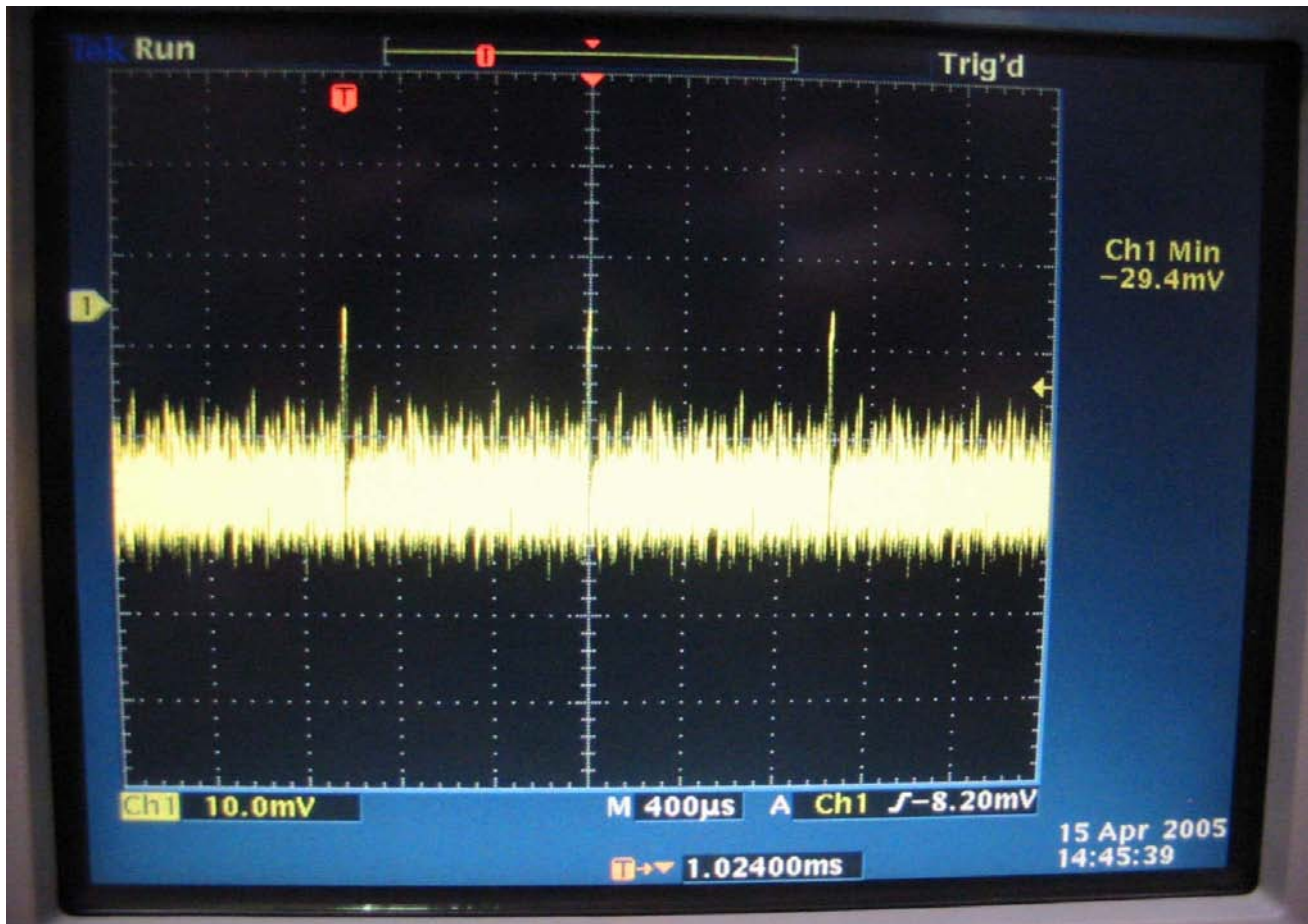 Tek Run
Trig'd
T
T
1
Ch1 Min
−29.4mV
Ch1 10.0mV M 400µs A Ch1 ʃ−8.20mV
15 Apr 2005
14:45:39
T→▼ 1.02400ms